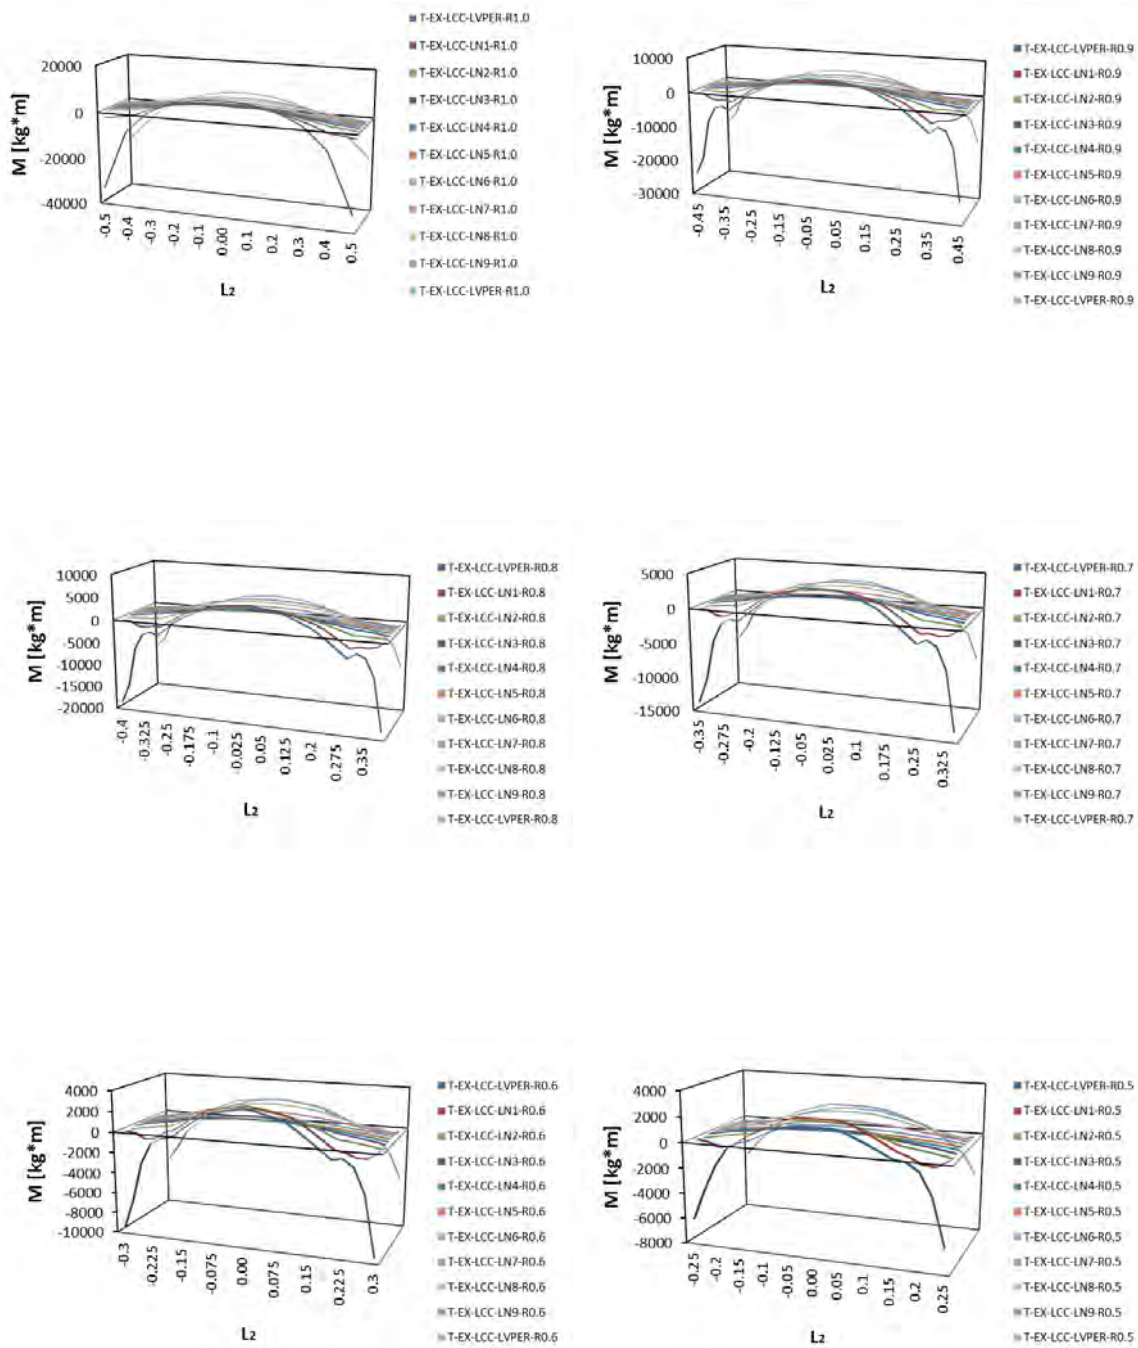 20000
0
-20000
-40000
M [kg*m]
-0.5
-0.4
-0.3
-0.2
-0.1
0.00
0.1
0.2
0.3
0.4
0.5
L2
T-EX-LCC-LVPER-R1.0
T-EX-LCC-LN1-R1.0
T-EX-LCC-LN2-R1.0
T-EX-LCC-LN3-R1.0
T-EX-LCC-LN4-R1.0
T-EX-LCC-LN5-R1.0
T-EX-LCC-LN6-R1.0
T-EX-LCC-LN7-R1.0
T-EX-LCC-LN8-R1.0
T-EX-LCC-LN9-R1.0
T-EX-LCC-LVPER-R1.0
10000
0
-10000
-20000
-30000
M [kg*m]
-0.45
-0.35
-0.25
-0.15
-0.05
0.05
0.15
0.25
0.35
0.45
L2
T-EX-LCC-LVPER-R0.9
T-EX-LCC-LN1-R0.9
T-EX-LCC-LN2-R0.9
T-EX-LCC-LN3-R0.9
T-EX-LCC-LN4-R0.9
T-EX-LCC-LN5-R0.9
T-EX-LCC-LN6-R0.9
T-EX-LCC-LN7-R0.9
T-EX-LCC-LN8-R0.9
T-EX-LCC-LN9-R0.9
T-EX-LCC-LVPER-R0.9
10000
5000
0
-5000
-10000
-15000
-20000
M [kg*m]
-0.4
-0.325
-0.25
-0.175
-0.1
-0.025
0.05
0.125
0.2
0.275
0.35
L2
T-EX-LCC-LVPER-R0.8
T-EX-LCC-LN1-R0.8
T-EX-LCC-LN2-R0.8
T-EX-LCC-LN3-R0.8
T-EX-LCC-LN4-R0.8
T-EX-LCC-LN5-R0.8
T-EX-LCC-LN6-R0.8
T-EX-LCC-LN7-R0.8
T-EX-LCC-LN8-R0.8
T-EX-LCC-LN9-R0.8
T-EX-LCC-LVPER-R0.8
5000
0
-5000
-10000
-15000
M [kg*m]
-0.35
-0.275
-0.2
-0.125
-0.05
0.025
0.1
0.175
0.25
0.325
L2
T-EX-LCC-LVPER-R0.7
T-EX-LCC-LN1-R0.7
T-EX-LCC-LN2-R0.7
T-EX-LCC-LN3-R0.7
T-EX-LCC-LN4-R0.7
T-EX-LCC-LN5-R0.7
T-EX-LCC-LN6-R0.7
T-EX-LCC-LN7-R0.7
T-EX-LCC-LN8-R0.7
T-EX-LCC-LN9-R0.7
T-EX-LCC-LVPER-R0.7
4000
2000
0
-2000
-4000
-6000
-8000
-10000
M [kg*m]
-0.3
-0.225
-0.15
-0.075
0.00
0.075
0.15
0.225
0.3
L2
T-EX-LCC-LVPER-R0.6
T-EX-LCC-LN1-R0.6
T-EX-LCC-LN2-R0.6
T-EX-LCC-LN3-R0.6
T-EX-LCC-LN4-R0.6
T-EX-LCC-LN5-R0.6
T-EX-LCC-LN6-R0.6
T-EX-LCC-LN7-R0.6
T-EX-LCC-LN8-R0.6
T-EX-LCC-LN9-R0.6
T-EX-LCC-LVPER-R0.6
4000
2000
0
-2000
-4000
-6000
-8000
M [kg*m]
-0.25
-0.2
-0.15
-0.1
-0.05
0.00
0.05
0.1
0.15
0.2
0.25
L2
T-EX-LCC-LVPER-R0.5
T-EX-LCC-LN1-R0.5
T-EX-LCC-LN2-R0.5
T-EX-LCC-LN3-R0.5
T-EX-LCC-LN4-R0.5
T-EX-LCC-LN5-R0.5
T-EX-LCC-LN6-R0.5
T-EX-LCC-LN7-R0.5
T-EX-LCC-LN8-R0.5
T-EX-LCC-LN9-R0.5
T-EX-LCC-LVPER-R0.5